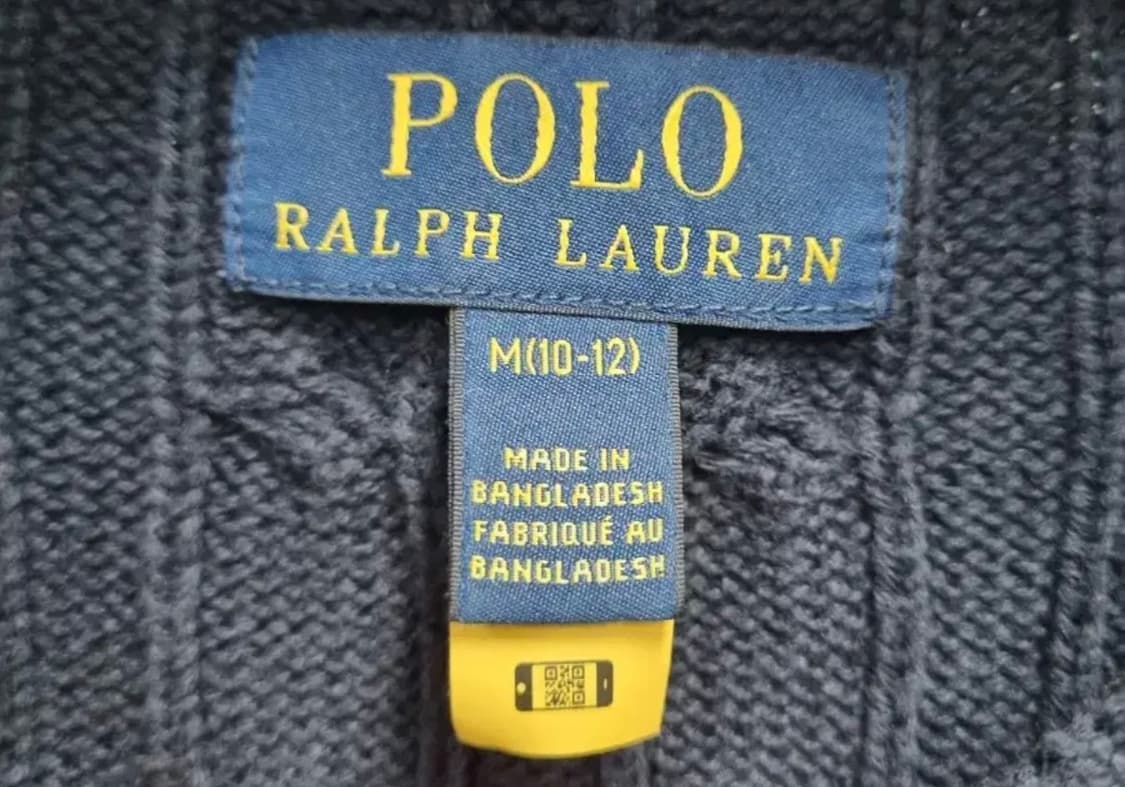 POLO
RALPH LAUREN
M(10-12)
MADE IN
BANGLADESH
FABRIQUÉ AU
BANGLADESH